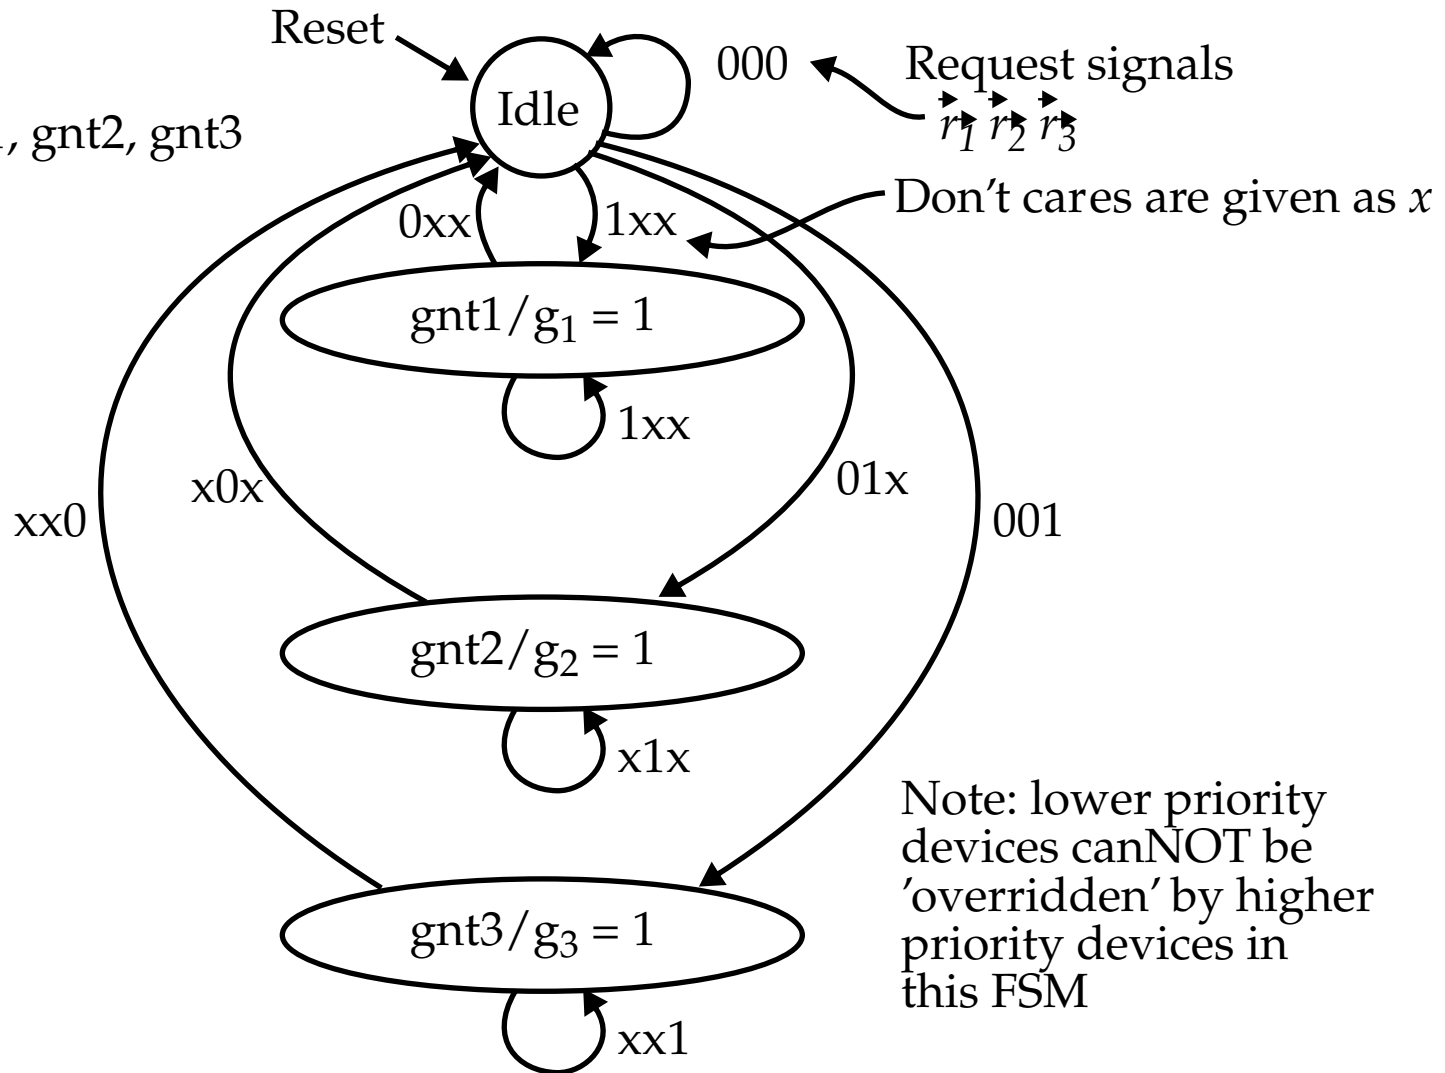 Reset
000
Request signals
r1 r2 r3
Idle
, gnt2, gnt3
Don't cares are given as x
0xx
1xx
gnt1/g1 = 1
1xx
x0x
01x
xx0
001
gnt2/g2 = 1
x1x
Note: lower priority
devices canNOT be
'overridden' by higher
priority devices in
this FSM
gnt3/g3 = 1
xx1